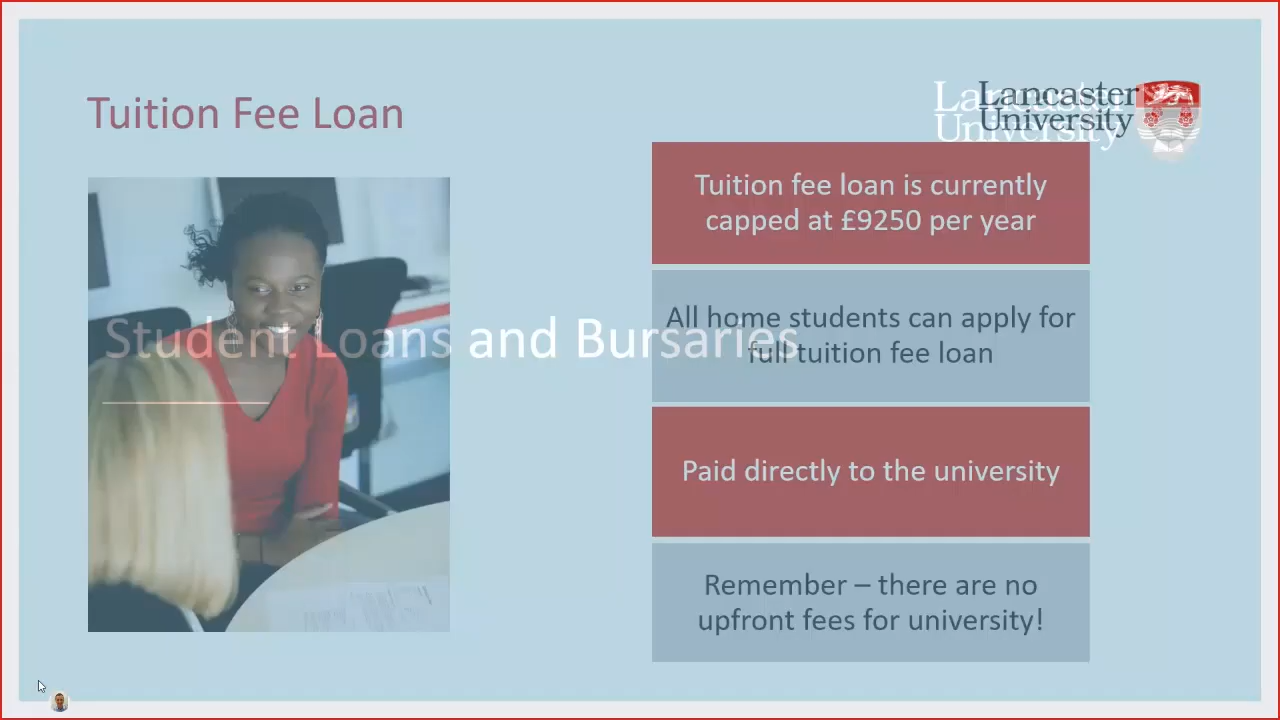 Tuition Fee Loan
Lancaster
University
Lancaster
University
Tuition fee loan is currently
capped at £9250 per year
All home students can apply for
full tuition fee loan
Student Loans and Bursaries
Paid directly to the university
Remember – there are no
upfront fees for university!